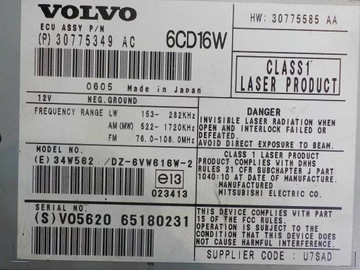 VOLVO
ECU ASSY P/N
(P) 30775349 AC
6CD16W
HW: 30775585 AA
CLASS1
LASER PRODUCT
C605 Made in Japan
12V NEG.GROUND
FREQUENCY RANGE LW 153- 282KHz
AM(MW) 522- 1720KHz
FM 76.0-108.0MHz
DANGER
INVISIBLE LASER RADIATION WHEN
OPEN AND INTERLOCK FAILED OR
DEFEATED.
AVOID DIRECT EXPOSURE TO BEAM.
MODEL NO.
(E) 34W582 /DZ-6VW616W-2
e13
023413
CLASS 1 LASER PRODUCT
THIS PRODUCT COMPLIES WITH DHHS
RULES 21 CFR SUBCHAPTER J PART
1040:10 AT DATE OF MANUFACTURE.
MANUFACTURED:
MITSUBISHI ELECTRIC CO.
SERIAL NO.
(S) VO5620 65180231
THIS DEVICE COMPLIES WITH PART
15 OF THE FCC RULES.
OPERATION IS SUBJECT TO THE
CONDITION THAT THIS DEVICE DOES
NOT CAUSE HARMFUL INTERFERENCE.
SUPPLIER CODE : U7SAD